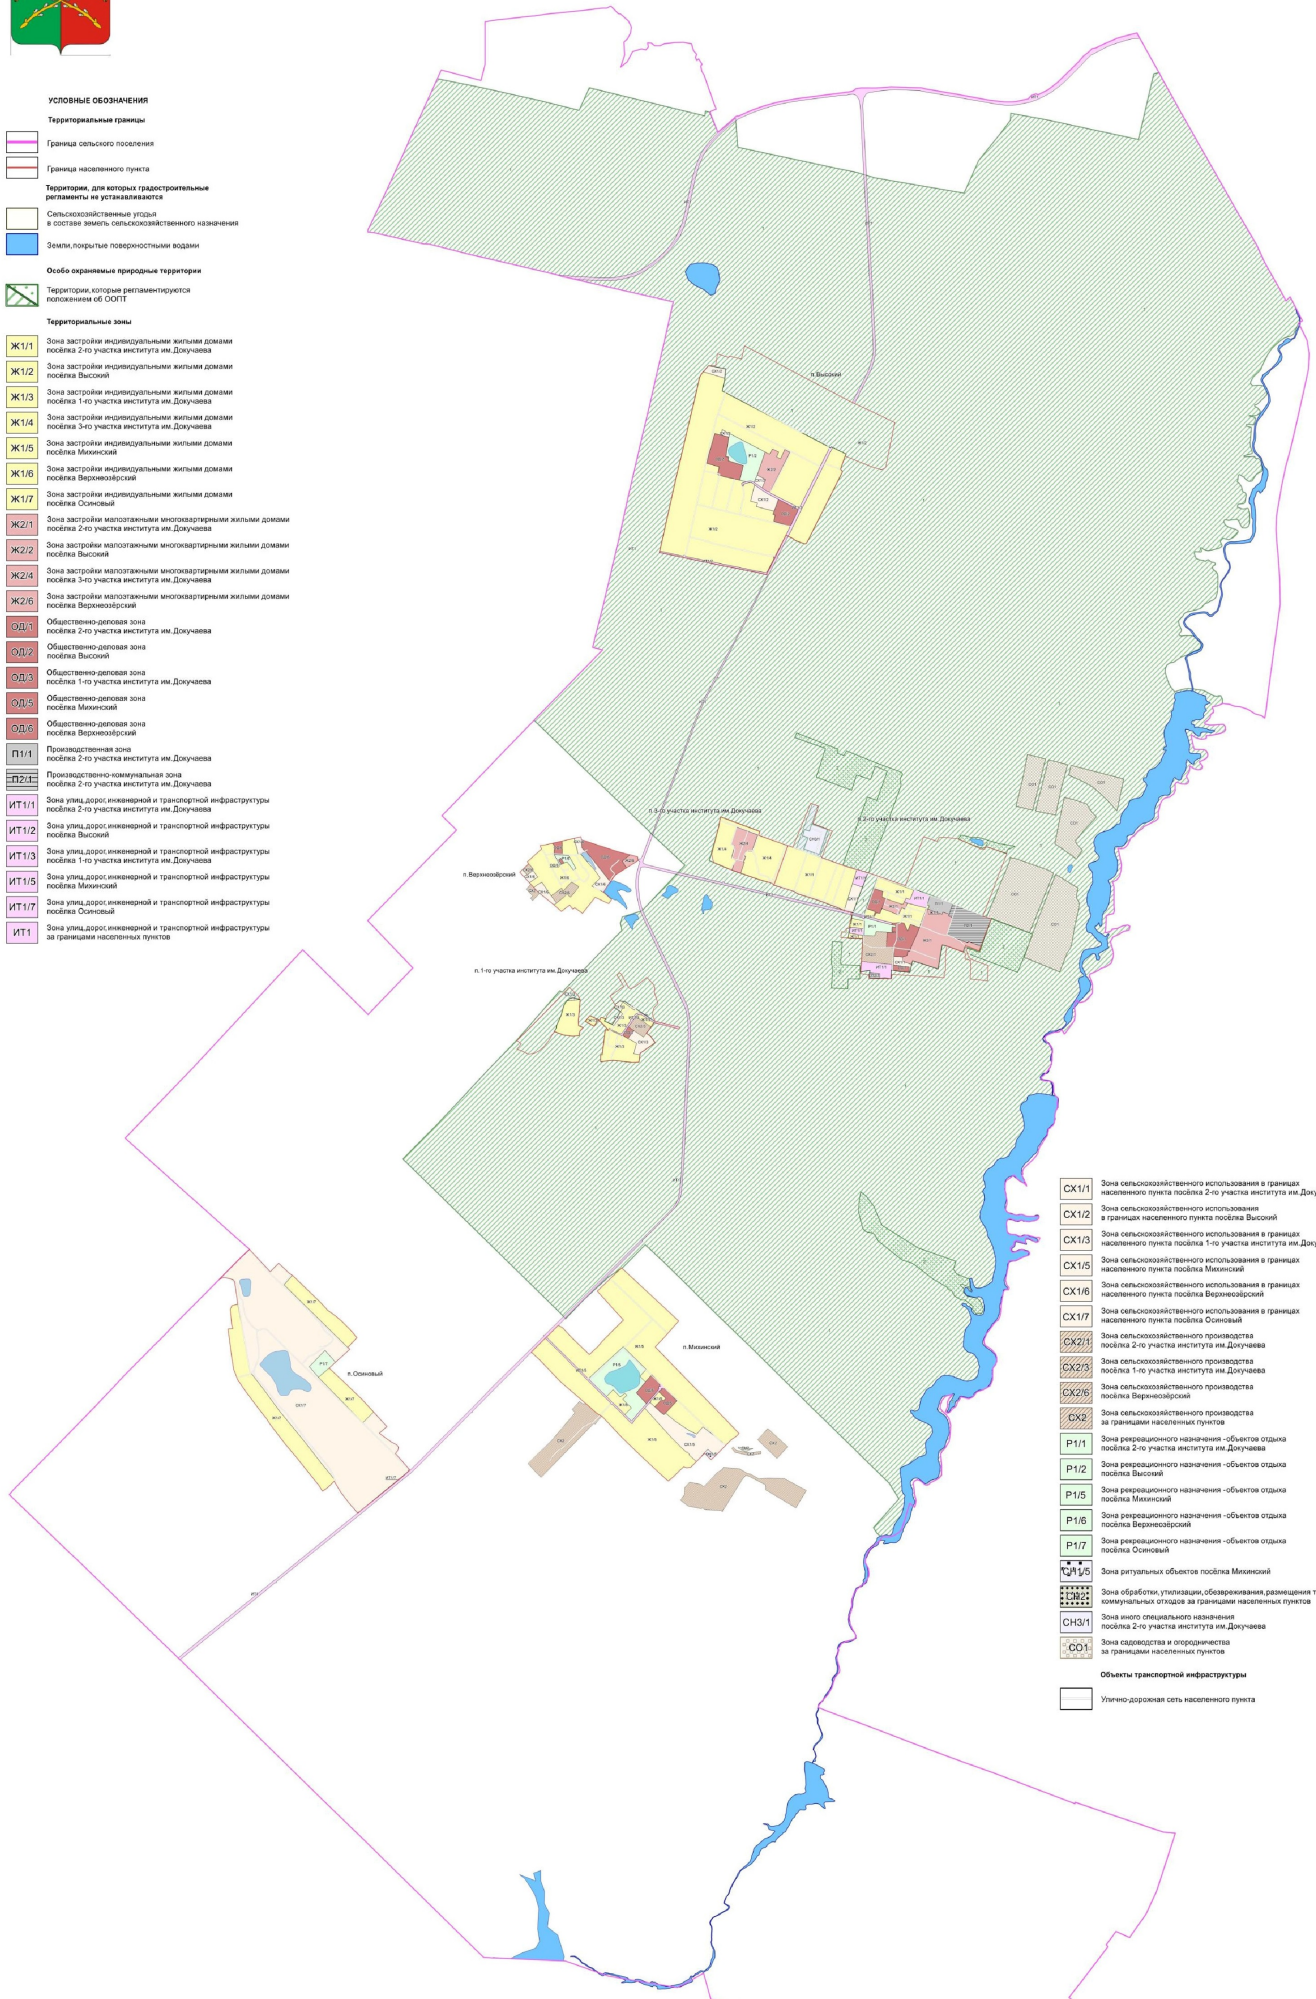 УСЛОВНЫЕ ОБОЗНАЧЕНИЯ
Территориальные границы
Граница сельского поселения
Граница населенного пункта
Территории, для которых градостроительные
регламенты не устанавливаются
Сельскохозяйственные угодья
в составе земель сельскохозяйственного назначения
Земли, покрытые поверхностными водами
Особо охраняемые природные территории
Территории, которые регламентируются
положением об ООПТ
Территориальные зоны
Ж1/1 Зона застройки индивидуальными жилыми домами
посёлка 2-го участка института им.Докучаева
Ж1/2 Зона застройки индивидуальными жилыми домами
посёлка Высокий
Ж1/3 Зона застройки индивидуальными жилыми домами
посёлка 1-го участка института им.Докучаева
Ж1/4 Зона застройки индивидуальными жилыми домами
посёлка 3-го участка института им.Докучаева
Ж1/5 Зона застройки индивидуальными жилыми домами
посёлка Михинский
Ж1/6 Зона застройки индивидуальными жилыми домами
посёлка Верхнеозёрский
Ж1/7 Зона застройки индивидуальными жилыми домами
посёлка Осиновый
Ж2/1 Зона застройки малоэтажными многоквартирными жилыми домами
посёлка 2-го участка института им.Докучаева
Ж2/2 Зона застройки малоэтажными многоквартирными жилыми домами
посёлка Высокий
Ж2/4 Зона застройки малоэтажными многоквартирными жилыми домами
посёлка 3-го участка института им.Докучаева
Ж2/6 Зона застройки малоэтажными многоквартирными жилыми домами
посёлка Верхнеозёрский
ОД/1 Общественно-деловая зона
посёлка 2-го участка института им.Докучаева
ОД/2 Общественно-деловая зона
посёлка Высокий
ОД/3 Общественно-деловая зона
посёлка 1-го участка института им.Докучаева
ОД/5 Общественно-деловая зона
посёлка Михинский
ОД/6 Общественно-деловая зона
посёлка Верхнеозёрский
П1/1 Производственная зона
посёлка 2-го участка института им.Докучаева
П2/1 Производственно-коммунальная зона
посёлка 2-го участка института им.Докучаева
ИТ1/1 Зона улиц,дорог,инженерной и транспортной инфраструктуры
посёлка 2-го участка института им.Докучаева
ИТ1/2 Зона улиц,дорог,инженерной и транспортной инфраструктуры
посёлка Высокий
ИТ1/3 Зона улиц,дорог,инженерной и транспортной инфраструктуры
посёлка 1-го участка института им.Докучаева
ИТ1/5 Зона улиц,дорог,инженерной и транспортной инфраструктуры
посёлка Михинский
ИТ1/7 Зона улиц,дорог,инженерной и транспортной инфраструктуры
посёлка Осиновый
ИТ1 Зона улиц,дорог,инженерной и транспортной инфраструктуры
за границами населенных пунктов
п.Высокий
п.3-го участка института им.Докучаева
п.2-го участка института им.Докучаева
п.Верхнеозёрский
п.1-го участка института им.Докучаева
п.Михинский
п.Осиновый
СХ1/1 Зона сельскохозяйственного использования в границах
населенного пункта посёлка 2-го участка института им.Доку
СХ1/2 Зона сельскохозяйственного использования
в границах населенного пункта посёлка Высокий
СХ1/3 Зона сельскохозяйственного использования в границах
населенного пункта посёлка 1-го участка института им.Доку
СХ1/5 Зона сельскохозяйственного использования в границах
населенного пункта посёлка Михинский
СХ1/6 Зона сельскохозяйственного использования в границах
населенного пункта посёлка Верхнеозёрский
СХ1/7 Зона сельскохозяйственного использования в границах
населенного пункта посёлка Осиновый
СХ2/1 Зона сельскохозяйственного производства
посёлка 2-го участка института им.Докучаева
СХ2/3 Зона сельскохозяйственного производства
посёлка 1-го участка института им.Докучаева
СХ2/6 Зона сельскохозяйственного производства
посёлка Верхнеозёрский
СХ2 Зона сельскохозяйственного производства
за границами населенных пунктов
Р1/1 Зона рекреационного назначения -объектов отдыха
посёлка 2-го участка института им.Докучаева
Р1/2 Зона рекреационного назначения -объектов отдыха
посёлка Высокий
Р1/5 Зона рекреационного назначения -объектов отдыха
посёлка Михинский
Р1/6 Зона рекреационного назначения -объектов отдыха
посёлка Верхнеозёрский
Р1/7 Зона рекреационного назначения -объектов отдыха
посёлка Осиновый
СН1/5 Зона ритуальных объектов посёлка Михинский
СН2 Зона обработки,утилизации,обезвреживания,размещения т
коммунальных отходов за границами населенных пунктов
СН3/1 Зона иного специального назначения
посёлка 2-го участка института им.Докучаева
СО1 Зона садоводства и огородничества
за границами населенных пунктов
Объекты транспортной инфраструктуры
Улично-дорожная сеть населенного пункта